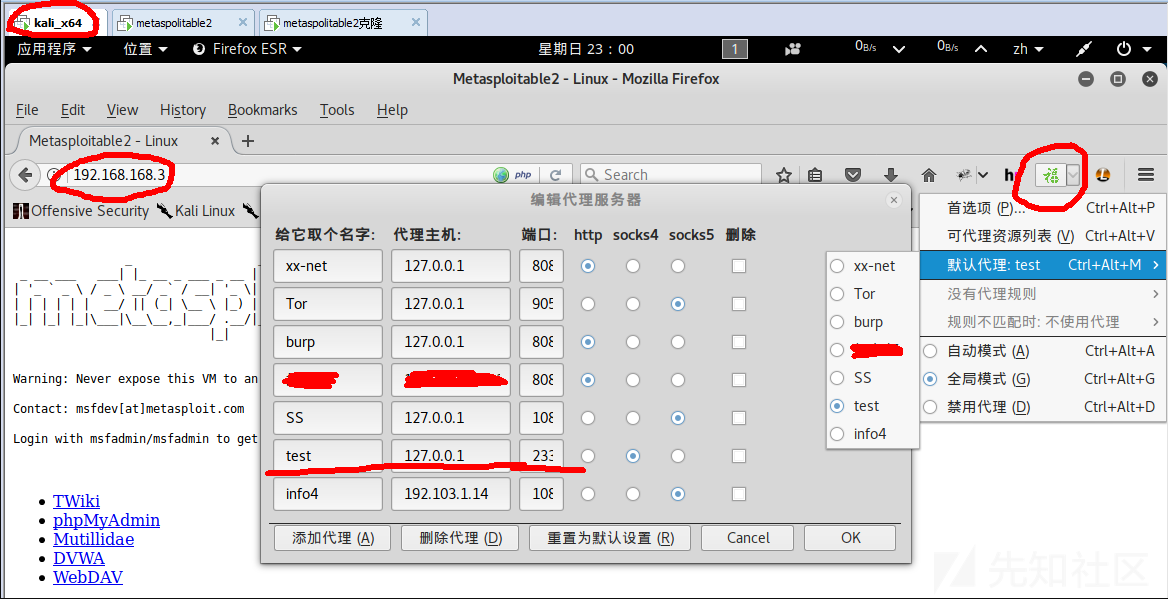 kali_x64 metaspolitable2 metaspolitable2克隆
应用程序 位置 Firefox ESR 星期日 23：00 1 0B/s 0B/s zh
Metasploitable2 - Linux - Mozilla Firefox
File Edit View History Bookmarks Tools Help
Metasploitable2 - Linux
192.168.168.3 php Search 福
Offensive Security Kali Linux
编辑代理服务器
给它取个名字: 代理主机: 端口: http socks4 socks5 删除
xx-net 127.0.0.1 808
Tor 127.0.0.1 905
burp 127.0.0.1 808
808
SS 127.0.0.1 108
test 127.0.0.1 233
info4 192.103.1.14 108
添加代理 (A) 删除代理 (D) 重置为默认设置 (R) Cancel OK
首选项 (P)... Ctrl+Alt+P
可代理资源列表 (V) Ctrl+Alt+V
默认代理: test Ctrl+Alt+M
没有代理规则
规则不匹配时: 不使用代理
自动模式 (A) Ctrl+Alt+A
全局模式 (G) Ctrl+Alt+G
禁用代理 (D) Ctrl+Alt+D
xx-net
Tor
burp
SS
test
info4
Warning: Never expose this VM to an
Contact: msfdev[at]metasploit.com
Login with msfadmin/msfadmin to get
TWiki
phpMyAdmin
Mutillidae
DVWA
WebDAV
先知社区